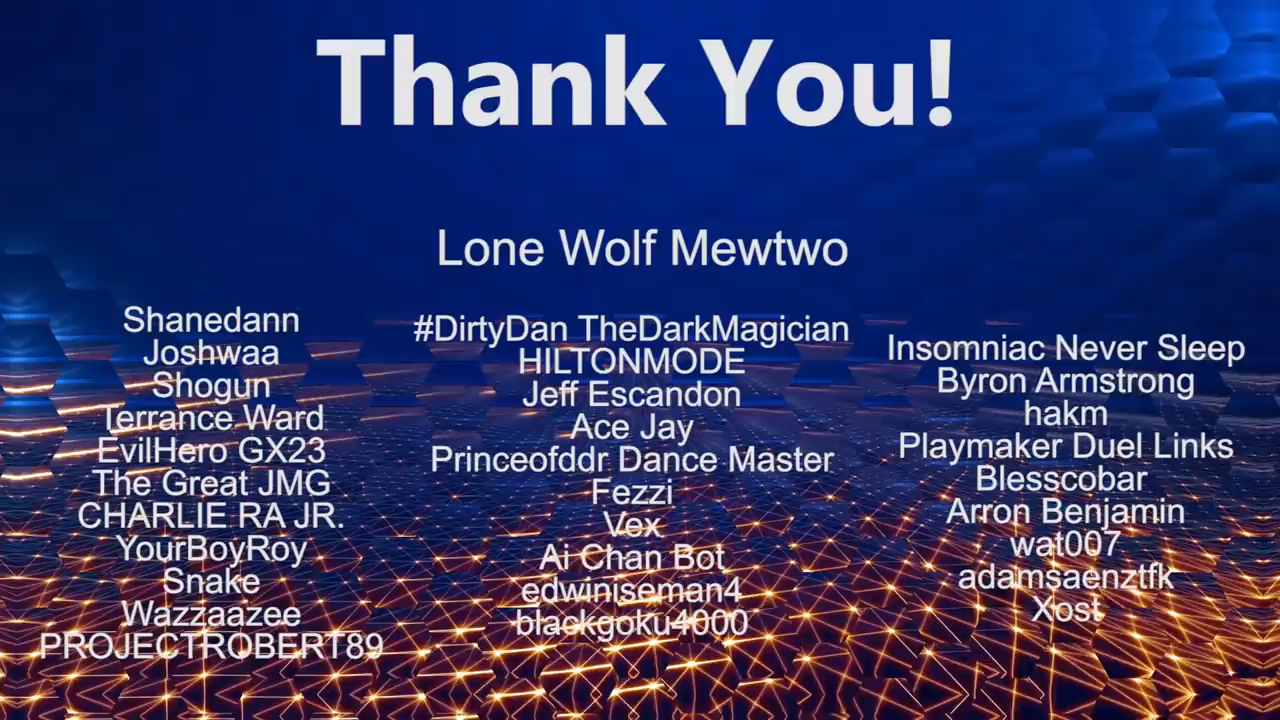 Thank You!
Lone Wolf Mewtwo
Shanedann
Joshwaa
Shogun
Terrance Ward
EvilHero GX23
The Great JMG
CHARLIE RA JR.
YourBoyRoy
Snake
Wazzaazee
PROJECTROBERT89
#DirtyDan TheDarkMagician
HILTONMODE
Jeff Escandon
Ace Jay
Princeofddr Dance Master
Fezzi
Vex
Ai Chan Bot
edwiniseman4
blackgoku4000
Insomniac Never Sleep
Byron Armstrong
hakm
Playmaker Duel Links
Blesscobar
Arron Benjamin
wat007
adamsaenztfk
Xost